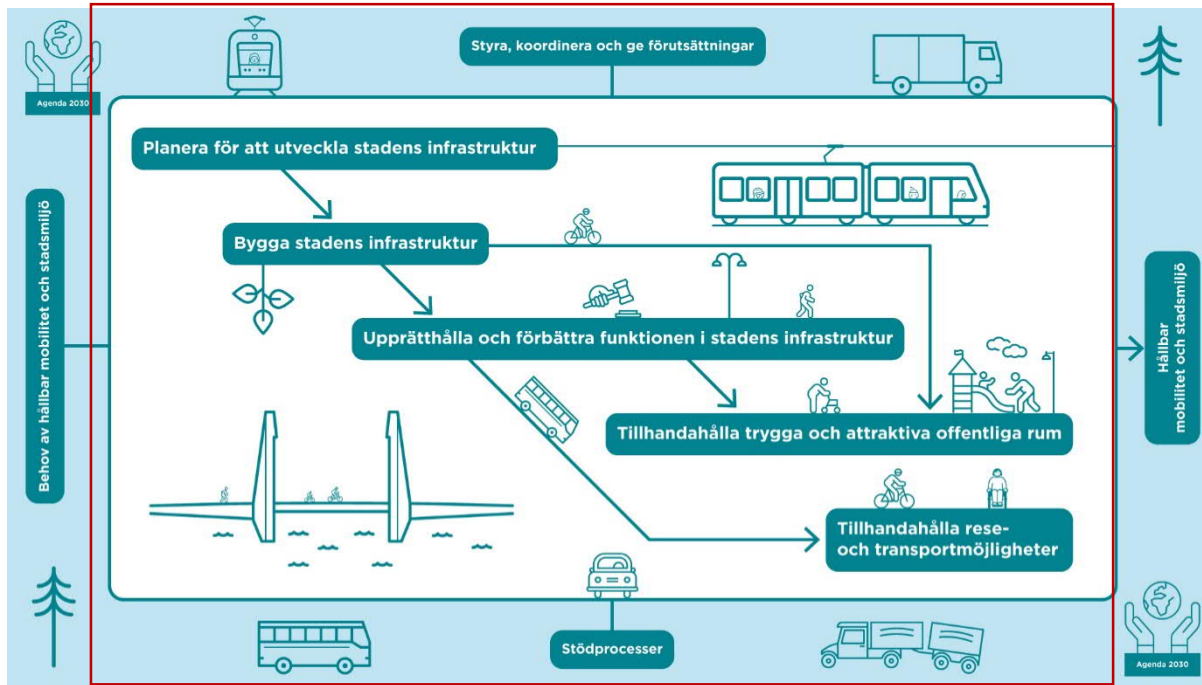 Agenda 2030
Styra, koordinera och ge förutsättningar
Planera för att utveckla stadens infrastruktur
Bygga stadens infrastruktur
Upprätthålla och förbättra funktionen i stadens infrastruktur
Tillhandahålla trygga och attraktiva offentliga rum
Tillhandahålla rese-
och transportmöjligheter
Behov av hållbar mobilitet och stadsmiljö
Hållbar
mobilitet och stadsmiljö
Stödprocesser
Agenda 2030